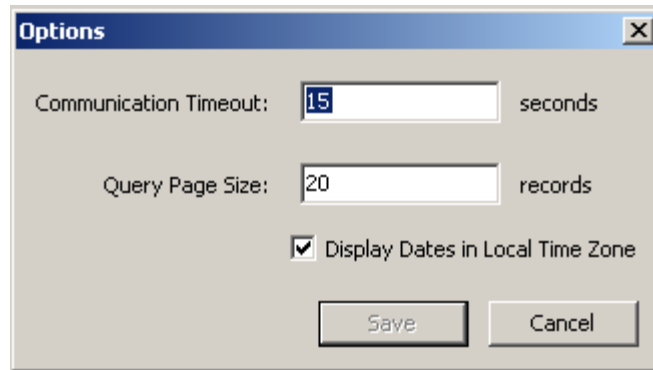 Options
Communication Timeout: 15 seconds
Query Page Size: 20 records
Display Dates in Local Time Zone
Save Cancel